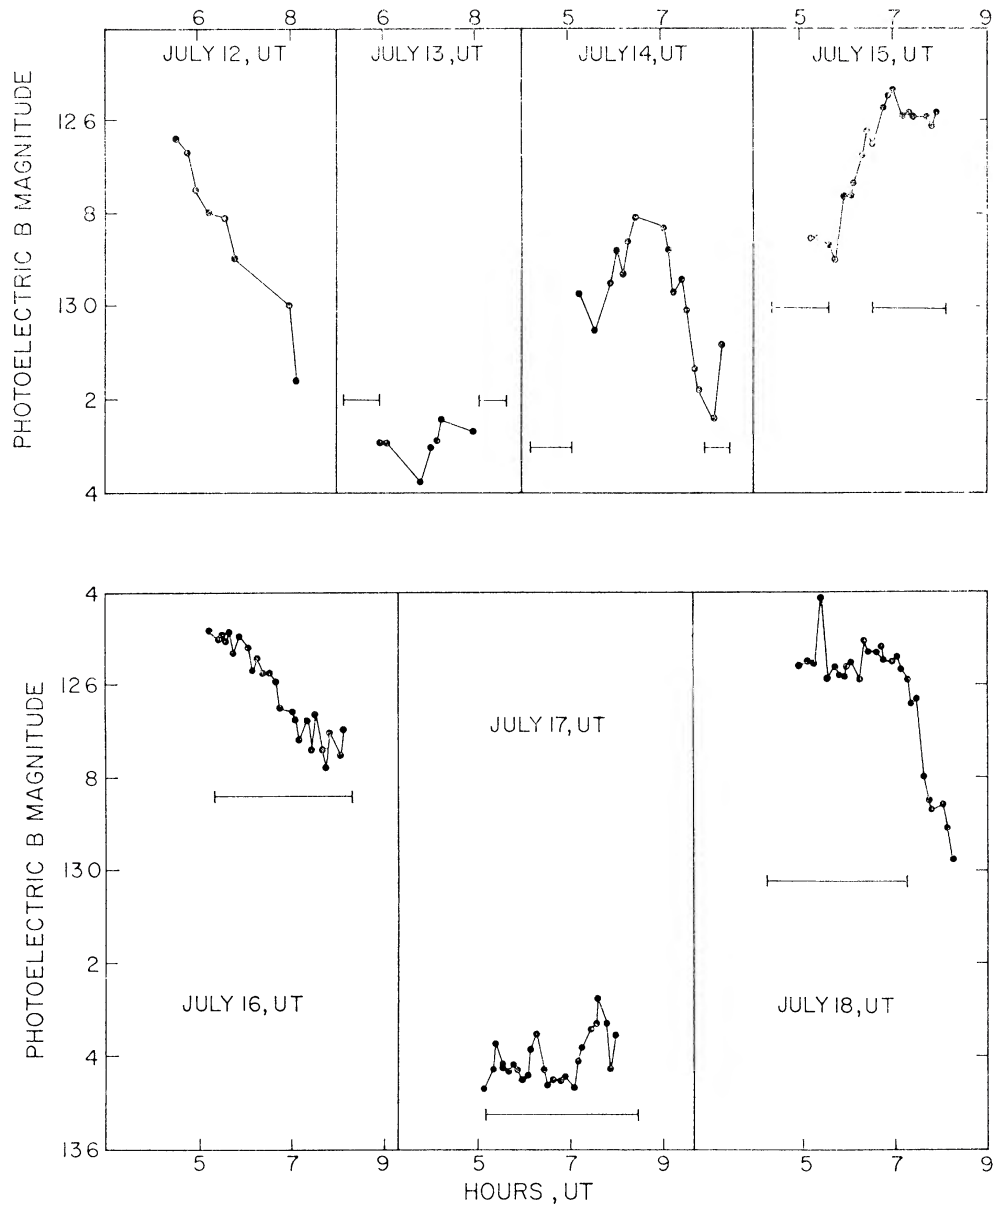 6 8 6 8 5 7 5 7 9
JULY 12, UT JULY 13, UT JULY 14, UT JULY 15, UT
PHOTOELECTRIC B MAGNITUDE
12 6
8
13 0
2
4
4
12 6
8
13 0
2
4
13 6
PHOTOELECTRIC B MAGNITUDE
JULY 17, UT
JULY 16, UT JULY 18, UT
5 7 9 5 7 9 5 7 9
HOURS, UT